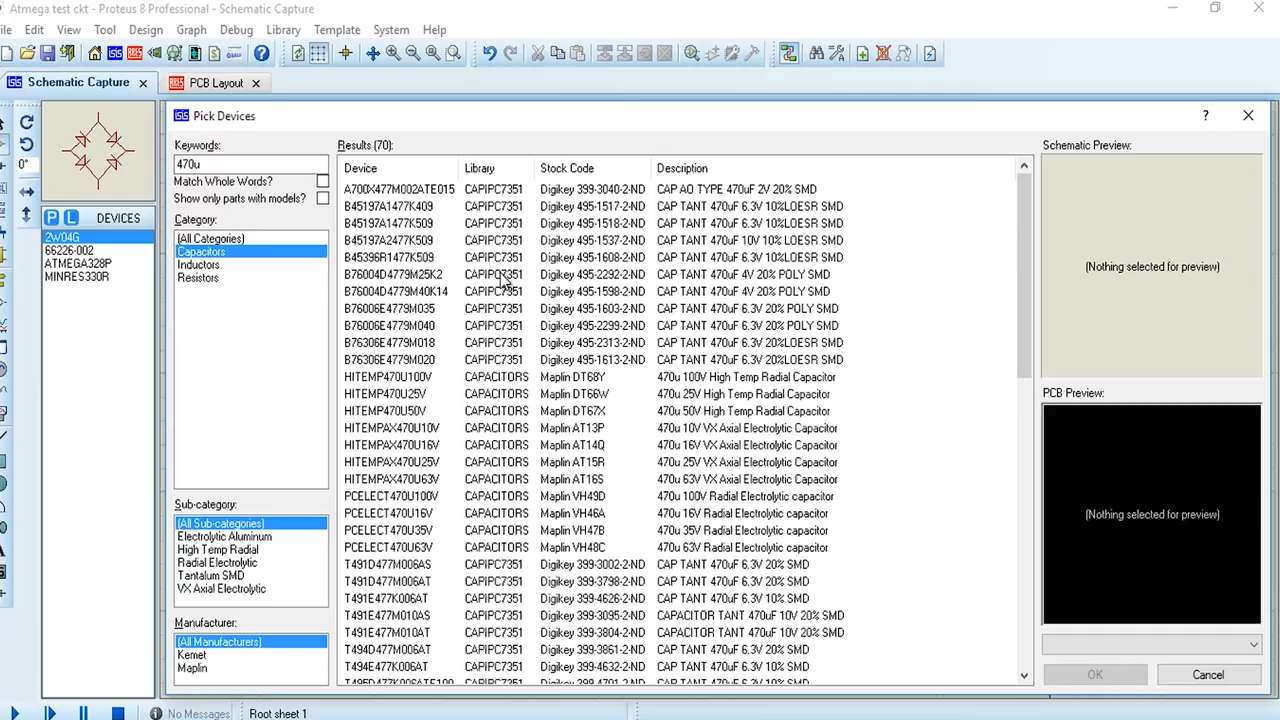 Atmega test ckt - Proteus 8 Professional - Schematic Capture
File Edit View Tool Design Graph Debug Library Template System Help
Schematic Capture
PCB Layout
Pick Devices
Keywords:
470u
Match Whole Words?
Show only parts with models?
Category:
(All Categories)
Capacitors
Inductors
Resistors
Sub-category:
(All Sub-categories)
Electrolytic Aluminum
High Temp Radial
Radial Electrolytic
Tantalum SMD
VX Axial Electrolytic
Manufacturer:
(All Manufacturers)
Kemet
Maplin
0°
P L DEVICES
2W04G
66226-002
ATMEGA328P
MINRES330R
Results (70):
Device Library Stock Code Description
A700X477M002ATE015 CAPIPC7351 Digikey 399-3040-2-ND CAP AO TYPE 470uF 2V 20% SMD
B45197A1477K409 CAPIPC7351 Digikey 495-1517-2-ND CAP TANT 470uF 6.3V 10%LOESR SMD
B45197A1477K509 CAPIPC7351 Digikey 495-1518-2-ND CAP TANT 470uF 6.3V 10%LOESR SMD
B45197A2477K509 CAPIPC7351 Digikey 495-1537-2-ND CAP TANT 470uF 10V 10% LOESR SMD
B45396R1477K509 CAPIPC7351 Digikey 495-1608-2-ND CAP TANT 470uF 6.3V 10%LOESR SMD
B76004D4779M25K2 CAPIPC7351 Digikey 495-2292-2-ND CAP TANT 470uF 4V 20% POLY SMD
B76004D4779M40K14 CAPIPC7351 Digikey 495-1598-2-ND CAP TANT 470uF 4V 20% POLY SMD
B76006E4779M035 CAPIPC7351 Digikey 495-1603-2-ND CAP TANT 470uF 6.3V 20% POLY SMD
B76006E4779M040 CAPIPC7351 Digikey 495-2299-2-ND CAP TANT 470uF 6.3V 20% POLY SMD
B76306E4779M018 CAPIPC7351 Digikey 495-2313-2-ND CAP TANT 470uF 6.3V 20%LOESR SMD
B76306E4779M020 CAPIPC7351 Digikey 495-1613-2-ND CAP TANT 470uF 6.3V 20%LOESR SMD
HITEMP470U100V CAPACITORS Maplin DT68Y 470u 100V High Temp Radial Capacitor
HITEMP470U25V CAPACITORS Maplin DT66W 470u 25V High Temp Radial Capacitor
HITEMP470U50V CAPACITORS Maplin DT67X 470u 50V High Temp Radial Capacitor
HITEMPAX470U10V CAPACITORS Maplin AT13P 470u 10V VX Axial Electrolytic Capacitor
HITEMPAX470U16V CAPACITORS Maplin AT14Q 470u 16V VX Axial Electrolytic Capacitor
HITEMPAX470U25V CAPACITORS Maplin AT15R 470u 25V VX Axial Electrolytic Capacitor
HITEMPAX470U63V CAPACITORS Maplin AT16S 470u 63V VX Axial Electrolytic Capacitor
PCELECT470U100V CAPACITORS Maplin VH49D 470u 100V Radial Electrolytic capacitor
PCELECT470U16V CAPACITORS Maplin VH46A 470u 16V Radial Electrolytic capacitor
PCELECT470U35V CAPACITORS Maplin VH47B 470u 35V Radial Electrolytic capacitor
PCELECT470U63V CAPACITORS Maplin VH48C 470u 63V Radial Electrolytic capacitor
T491D477M006AS CAPIPC7351 Digikey 399-3002-2-ND CAP TANT 470uF 6.3V 20% SMD
T491D477M006AT CAPIPC7351 Digikey 399-3798-2-ND CAP TANT 470uF 6.3V 20% SMD
T491E477K006AT CAPIPC7351 Digikey 399-4626-2-ND CAP TANT 470uF 6.3V 10% SMD
T491E477M010AS CAPIPC7351 Digikey 399-3095-2-ND CAPACITOR TANT 470uF 10V 20% SMD
T491E477M010AT CAPIPC7351 Digikey 399-3804-2-ND CAPACITOR TANT 470uF 10V 20% SMD
T494D477M006AT CAPIPC7351 Digikey 399-3861-2-ND CAP TANT 470uF 6.3V 20% SMD
T494E477K006AT CAPIPC7351 Digikey 399-4632-2-ND CAP TANT 470uF 6.3V 10% SMD
T495D477K006ATE100 CAPIPC7351 Digikey 399-4701-2-ND CAP TANT 470uF 6.3V 10% SMD
Schematic Preview:
(Nothing selected for preview)
PCB Preview:
(Nothing selected for preview)
OK Cancel
No Messages Root sheet 1